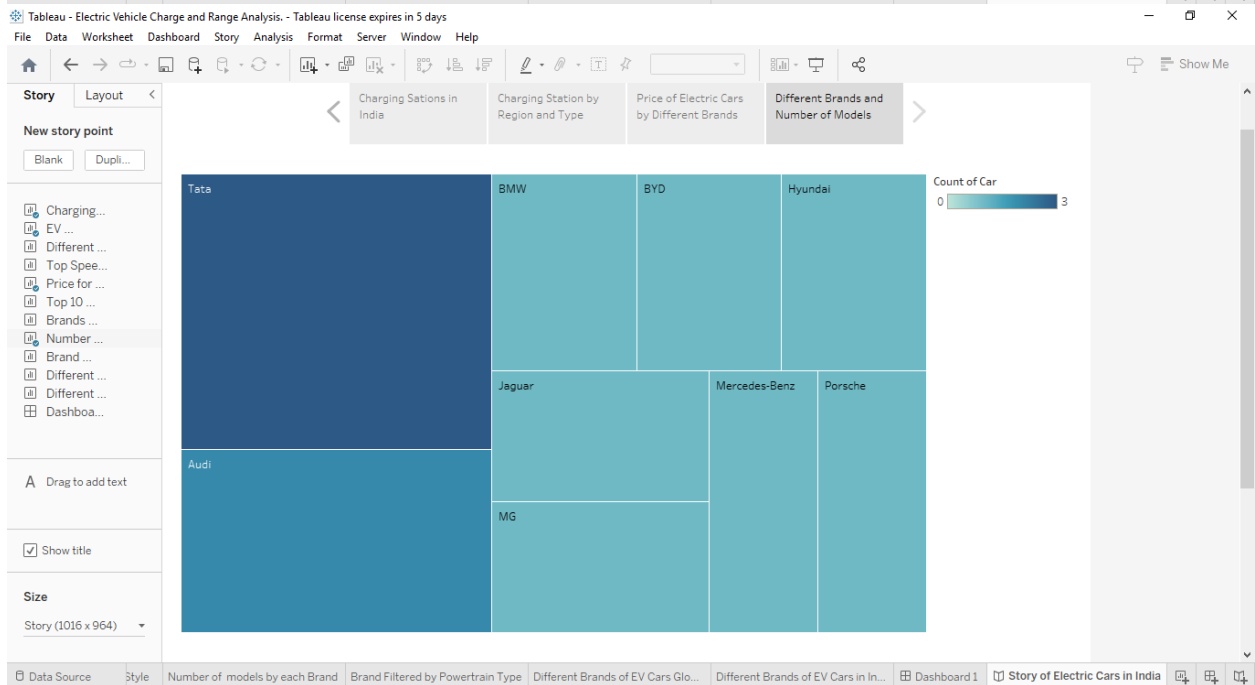 Tableau - Electric Vehicle Charge and Range Analysis. - Tableau license expires in 5 days
File Data Worksheet Dashboard Story Analysis Format Server Window Help
Show Me
Story Layout
New story point
Blank Dupli...
Charging...
EV ...
Different ...
Top Spee...
Price for ...
Top 10 ...
Brands ...
Number ...
Brand ...
Different ...
Different ...
Dashboa...
A Drag to add text
Show title
Size
Story (1016 x 964)
Charging Sations in
India
Charging Station by
Region and Type
Price of Electric Cars
by Different Brands
Different Brands and
Number of Models
Tata
BMW
BYD
Hyundai
Audi
Jaguar
Mercedes-Benz
Porsche
MG
Count of Car
0 3
Data Source Style Number of models by each Brand Brand Filtered by Powertrain Type Different Brands of EV Cars Glo... Different Brands of EV Cars in In... Dashboard 1 Story of Electric Cars in India